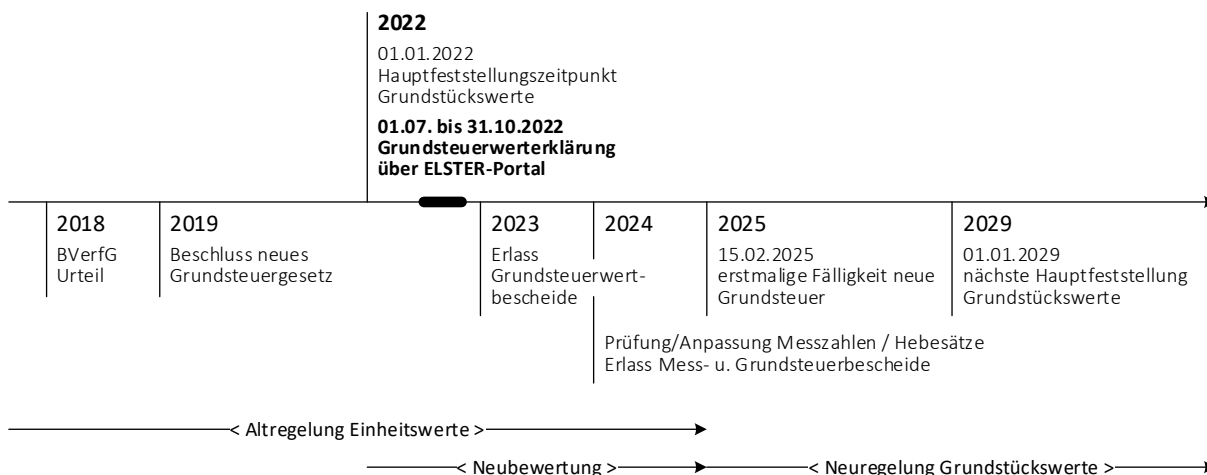 2022
01.01.2022
Hauptfeststellungszeitpunkt
Grundstückswerte
01.07. bis 31.10.2022
Grundsteuerwerterklärung
über ELSTER-Portal
2018
BVerfG
Urteil
2019
Beschluss neues
Grundsteuergesetz
2023
Erlass
Grundsteuerwert-
bescheide
2024
Prüfung/Anpassung Messzahlen / Hebesätze
Erlass Mess- u. Grundsteuerbescheide
2025
15.02.2025
erstmalige Fälligkeit neue
Grundsteuer
2029
01.01.2029
nächste Hauptfeststellung
Grundstückswerte
< Altregelung Einheitswerte >
< Neubewertung >
< Neuregelung Grundstückswerte >